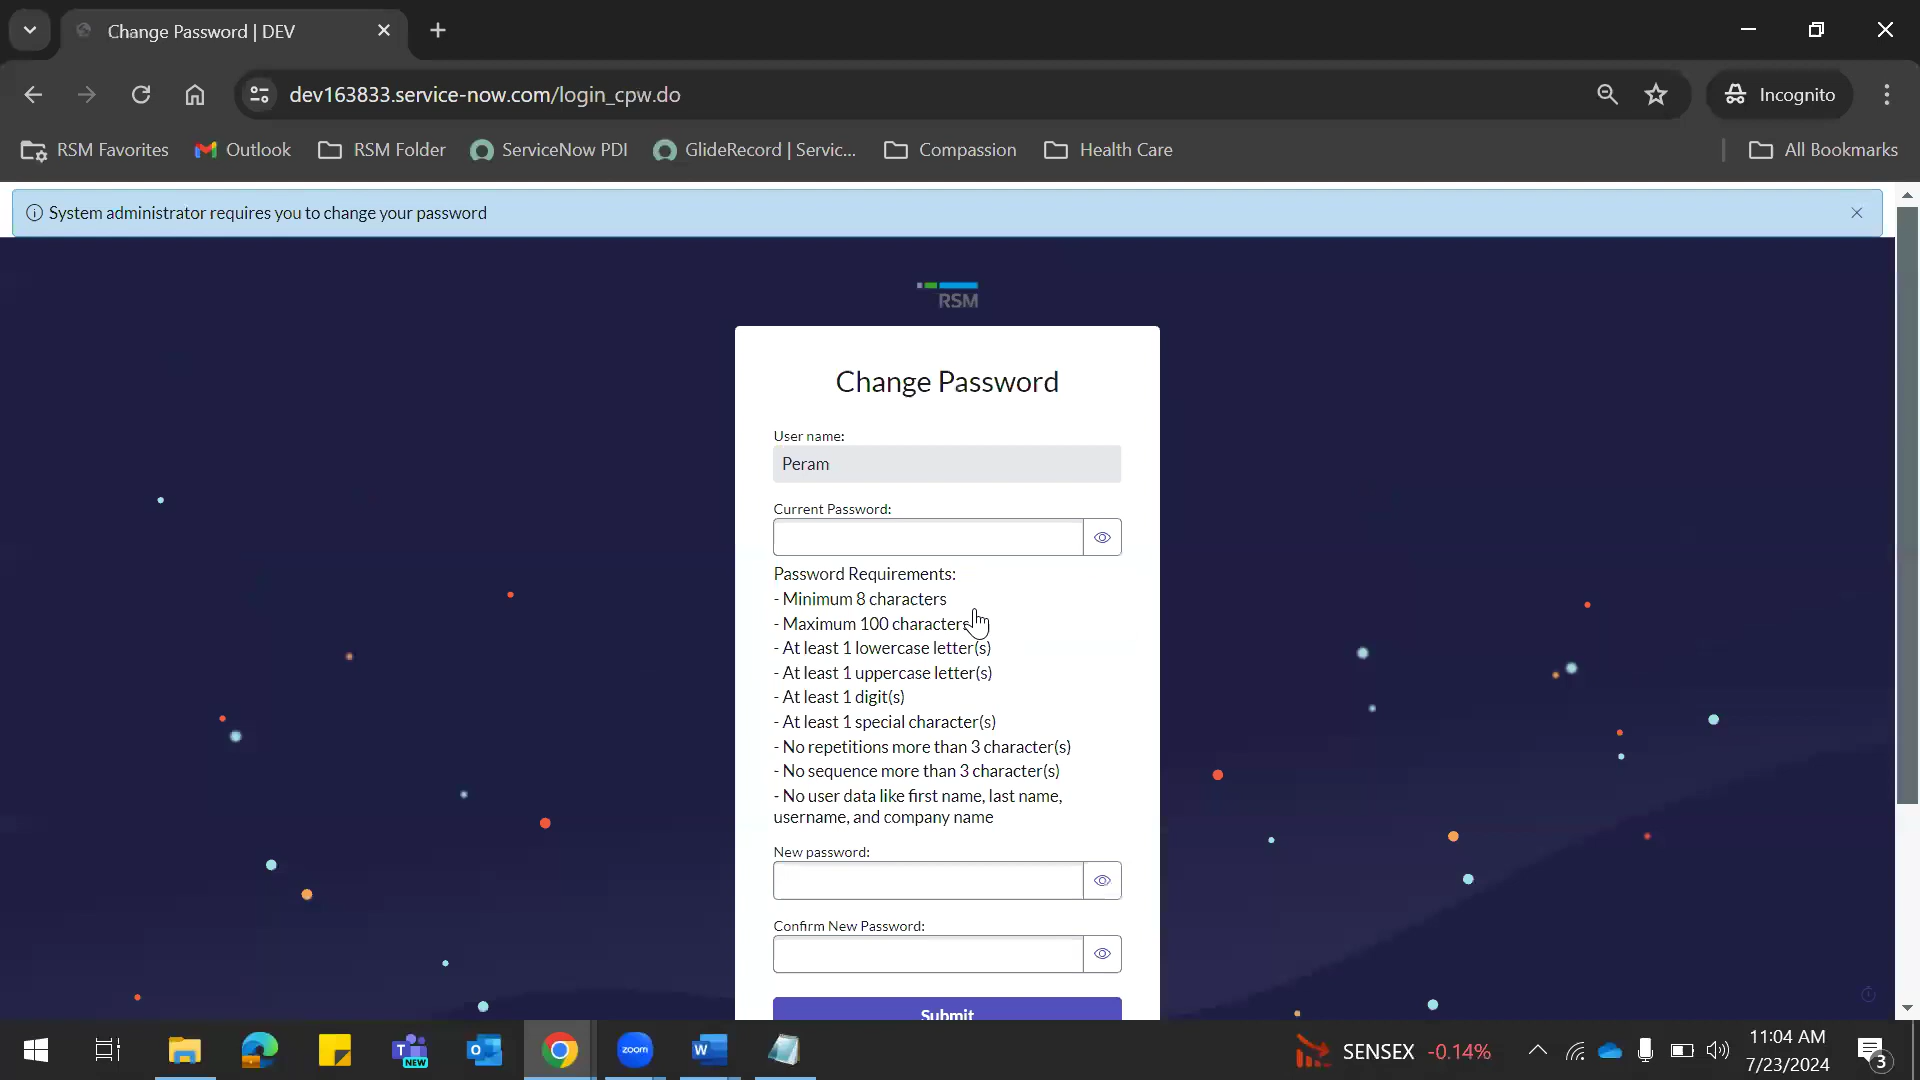 Change Password | DEV
dev163833.service-now.com/login_cpw.do
Incognito
RSM Favorites
Outlook
RSM Folder
ServiceNow PDI
GlideRecord | Servic...
Compassion
Health Care
All Bookmarks
System administrator requires you to change your password
RSM
Change Password
User name:
Peram
Current Password:
Password Requirements:
- Minimum 8 characters
- Maximum 100 characters
- At least 1 lowercase letter(s)
- At least 1 uppercase letter(s)
- At least 1 digit(s)
- At least 1 special character(s)
- No repetitions more than 3 character(s)
- No sequence more than 3 character(s)
- No user data like first name, last name,
username, and company name
New password:
Confirm New Password:
Submit
T
NEW
zoom
W
SENSEX -0.14%
11:04 AM
7/23/2024
3